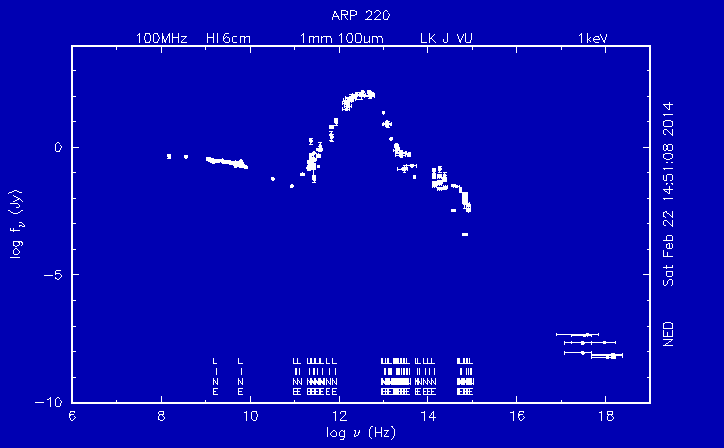 ARP 220
100MHz HI 6cm 1mm 100um LK J VU 1keV
0
-5
-10
6 8 10 12 14 16 18
log ν (Hz)
log fν (Jy)
NED Sat Feb 22 14:51:08 2014
L L L L L L L L
I I I I I I I I
N N N N N N N N
E E E E E E E E